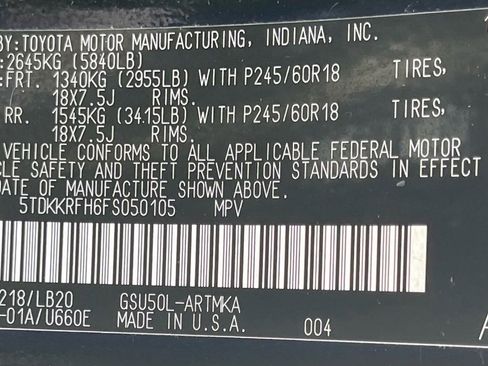 BY:TOYOTA MOTOR MANUFACTURING, INDIANA, INC.
:2645KG (5840LB)
:FRT. 1340KG (2955LB) WITH P245/60R18 TIRES,
18X7.5J RIMS.
RR. 1545KG (3415LB) WITH P245/60R18 TIRES,
18X7.5J RIMS.
VEHICLE CONFORMS TO ALL APPLICABLE FEDERAL MOTOR
CLE SAFETY AND THEFT PREVENTION STANDARDS IN EFFECT
DATE OF MANUFACTURE SHOWN ABOVE.
5TDKKRFH6FS050105 MPV
218/LB20 GSU50L-ARTMKA
-01A/U660E MADE IN U.S.A. 004